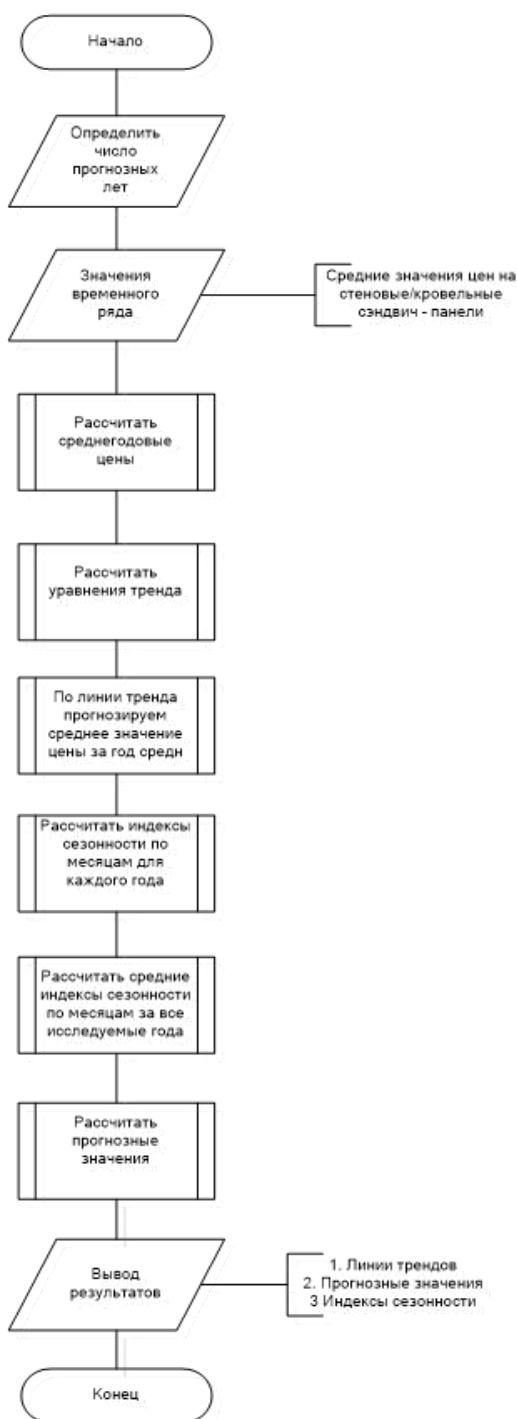 Начало
Определить
число
прогнозных
лет
Значения
временного
ряда
Средние значения цен на
стеновые/кровельные
сэндвич - панели
Рассчитать
среднегодовые
цены
Рассчитать
уравнения тренда
По линии тренда
прогнозируем
среднее значение
цены за год средн
Рассчитать индексы
сезонности по
месяцам для
каждого года
Рассчитать средние
индексы сезонности
по месяцам за все
исследуемые года
Рассчитать
прогнозные
значения
Вывод
результатов
1. Линии трендов
2. Прогнозные значения
3 Индексы сезонности
Конец